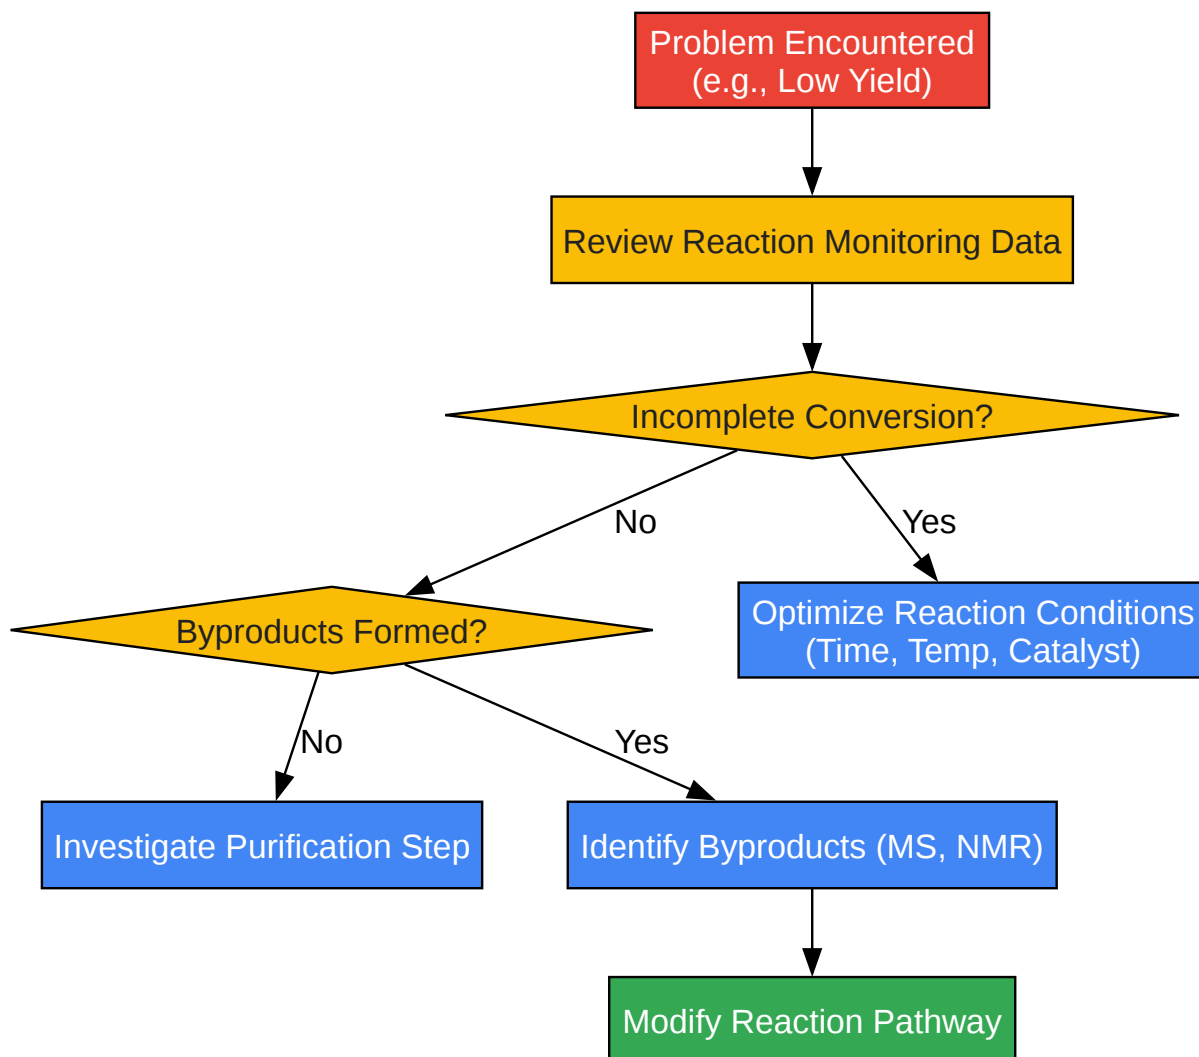 Problem Encountered
(e.g., Low Yield)
Review Reaction Monitoring Data
Incomplete Conversion?
No
Yes
Optimize Reaction Conditions
(Time, Temp, Catalyst)
Byproducts Formed?
No
Yes
Investigate Purification Step
Identify Byproducts (MS, NMR)
Modify Reaction Pathway